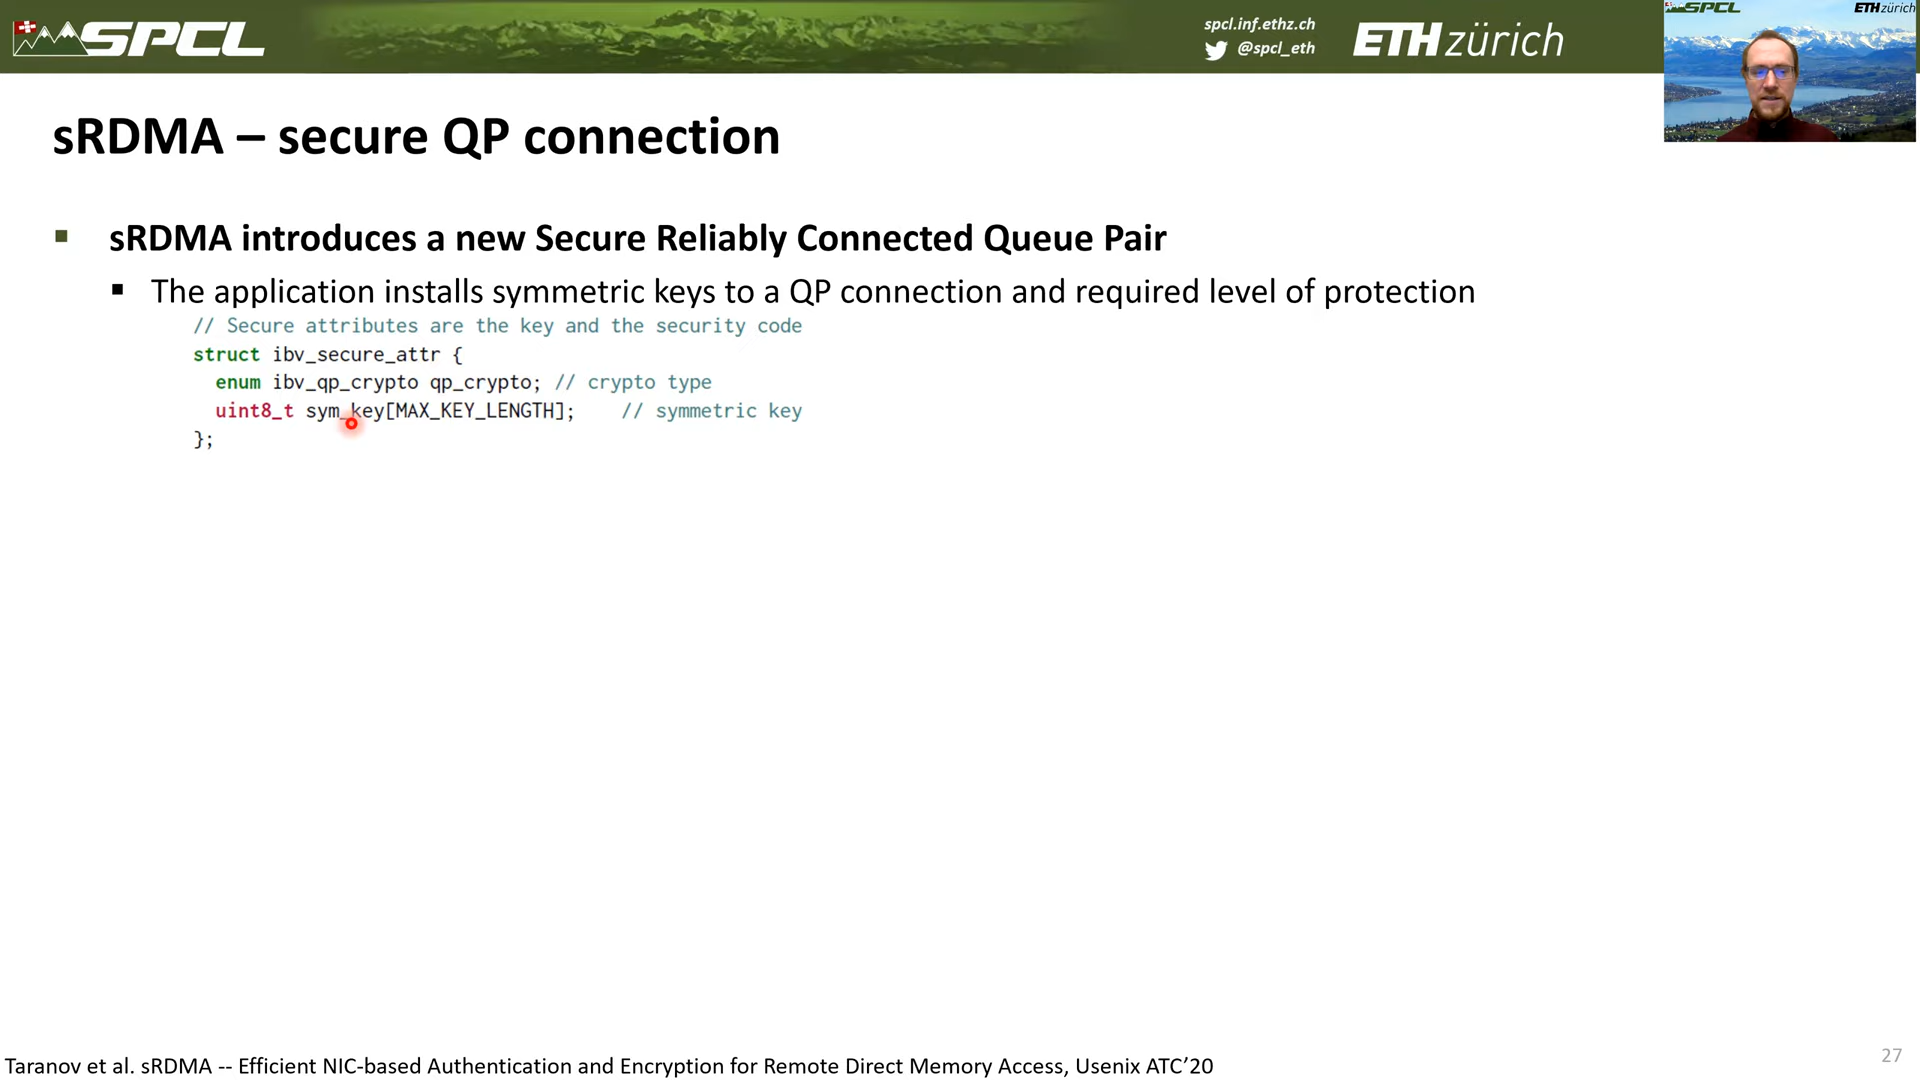 SPCL
spcl.inf.ethz.ch
@spcl_eth
ETH zürich
SPCL
ETH zürich
sRDMA – secure QP connection
sRDMA introduces a new Secure Reliably Connected Queue Pair
The application installs symmetric keys to a QP connection and required level of protection
// Secure attributes are the key and the security code
struct ibv_secure_attr {
enum ibv_qp_crypto qp_crypto; // crypto type
uint8_t sym_key[MAX_KEY_LENGTH]; // symmetric key
};
Taranov et al. sRDMA -- Efficient NIC-based Authentication and Encryption for Remote Direct Memory Access, Usenix ATC’20
27